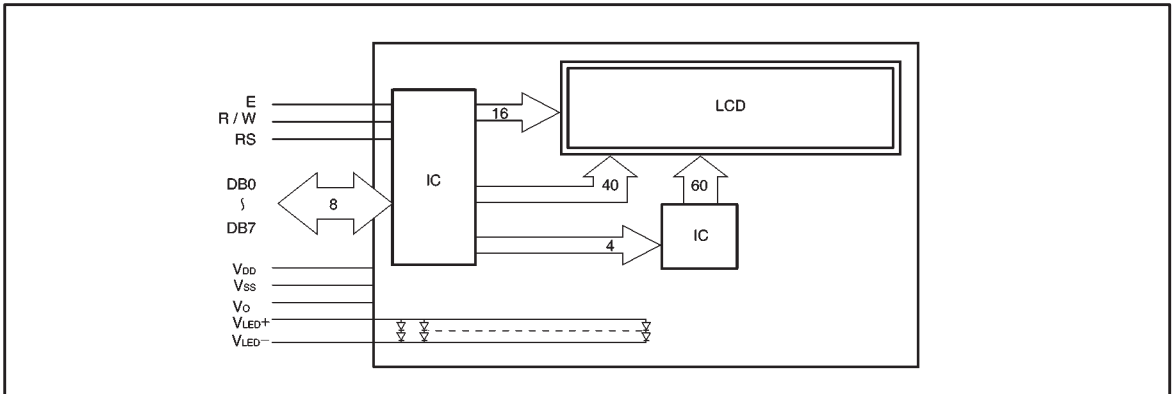 E
R / W
RS
DB0
~
DB7
8
IC
16
LCD
40
60
4
IC
VDD
VSS
VO
VLED+
VLED−